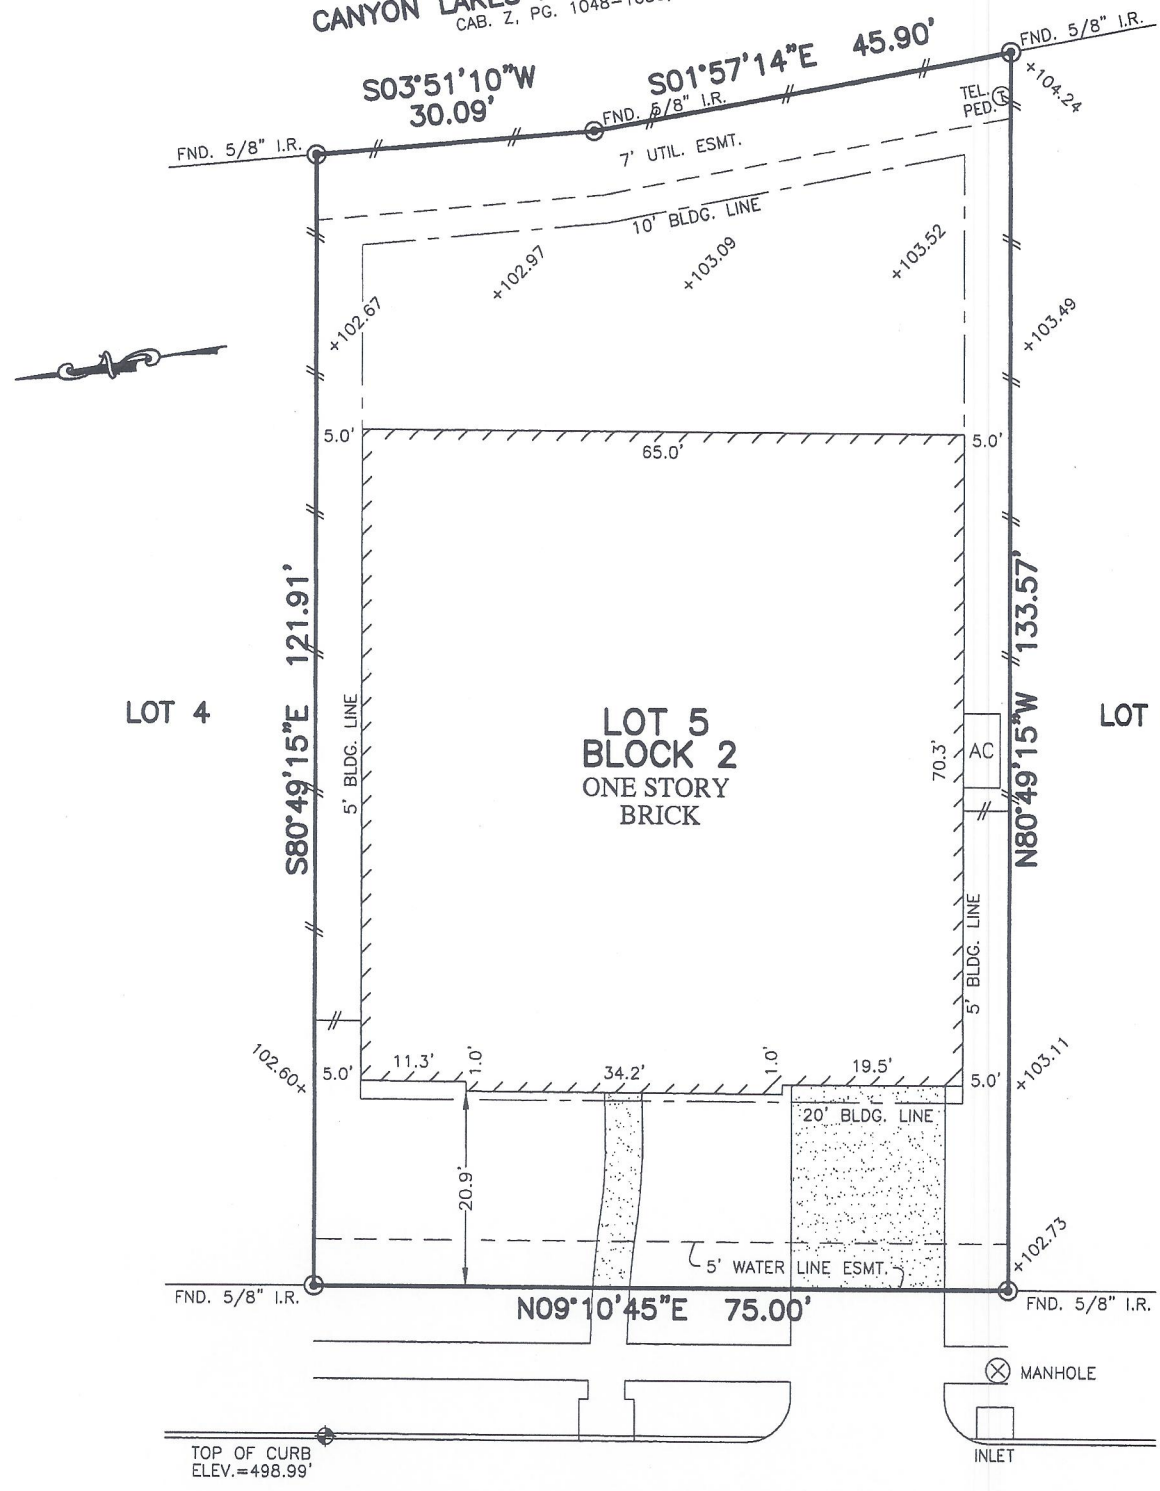 CANYON LAKES
CAB. Z, PG.
S03°51'10"W
30.09'
S01°57'14"E 45.90'
FND. 5/8" I.R.
FND. 5/8" I.R.
FND. 5/8" I.R.
TEL.
PED.
T
+104.24
7' UTIL. ESMT.
10' BLDG. LINE
+102.67
+102.97
+103.09
+103.52
+103.49
5.0'
65.0'
5.0'
S80°49'15"E 121.91'
N80°49'15"W 133.57'
LOT 4
5' BLDG. LINE
LOT 5
BLOCK 2
ONE STORY
BRICK
70.3'
AC
LOT
5' BLDG. LINE
102.60+
5.0'
11.3'
1.0'
34.2'
1.0'
19.5'
5.0'
+103.11
20' BLDG. LINE
20.9'
5' WATER LINE ESMT.
+102.73
FND. 5/8" I.R.
N09°10'45"E 75.00'
FND. 5/8" I.R.
MANHOLE
TOP OF CURB
ELEV.=498.99'
INLET